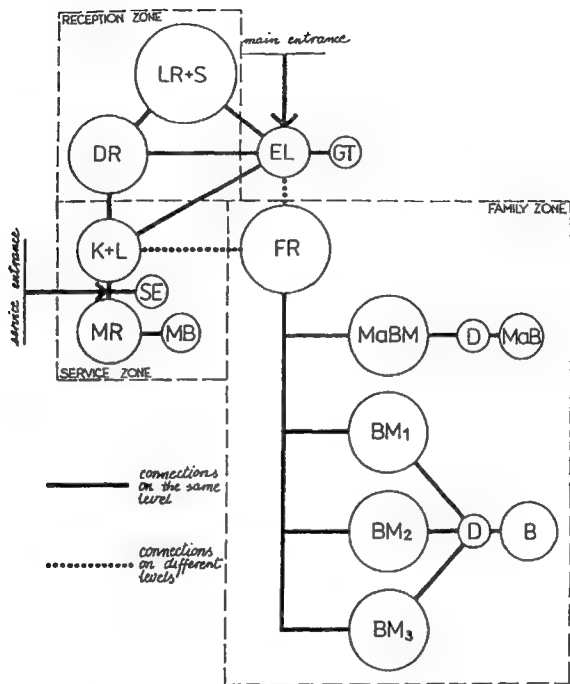 RECEPTION ZONE
main entrance
LR+S
DR
EL
GT
FAMILY ZONE
K+L
FR
service entrance
SE
MR
MB
SERVICE ZONE
MaBM
D
MaB
BM1
connections
on the same
level
BM2
D
B
connections
on different
levels
BM3